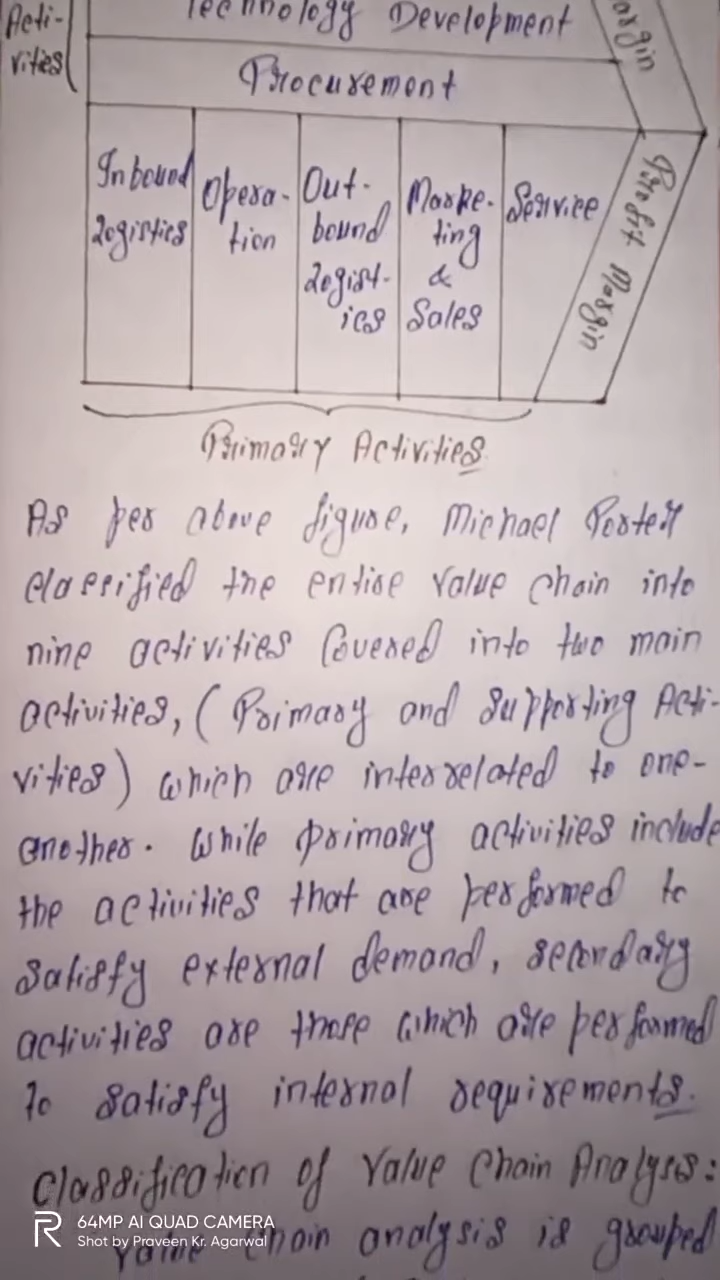 Technology Development
Acti-
vities
argin
Procurement
Inbound
Logistics
Opera-
tion
Out-
bound
Logist-
ics
Marke-
ting
&
Sales
Service
Profit Margin
Primary Activities
As per above figure, Michael Porter
classified the entire value chain into
nine activities covered into two main
activities, (Primary and Supporting Acti-
vities) which are interrelated to one-
another. While primary activities include
the activities that are performed to
satisfy external demand, secondary
activities are those which are performed
to satisfy internal requirements.
Classification of Value Chain Analysis:
Value chain analysis is grouped
64MP AI QUAD CAMERA
Shot by Praveen Kr. Agarwal